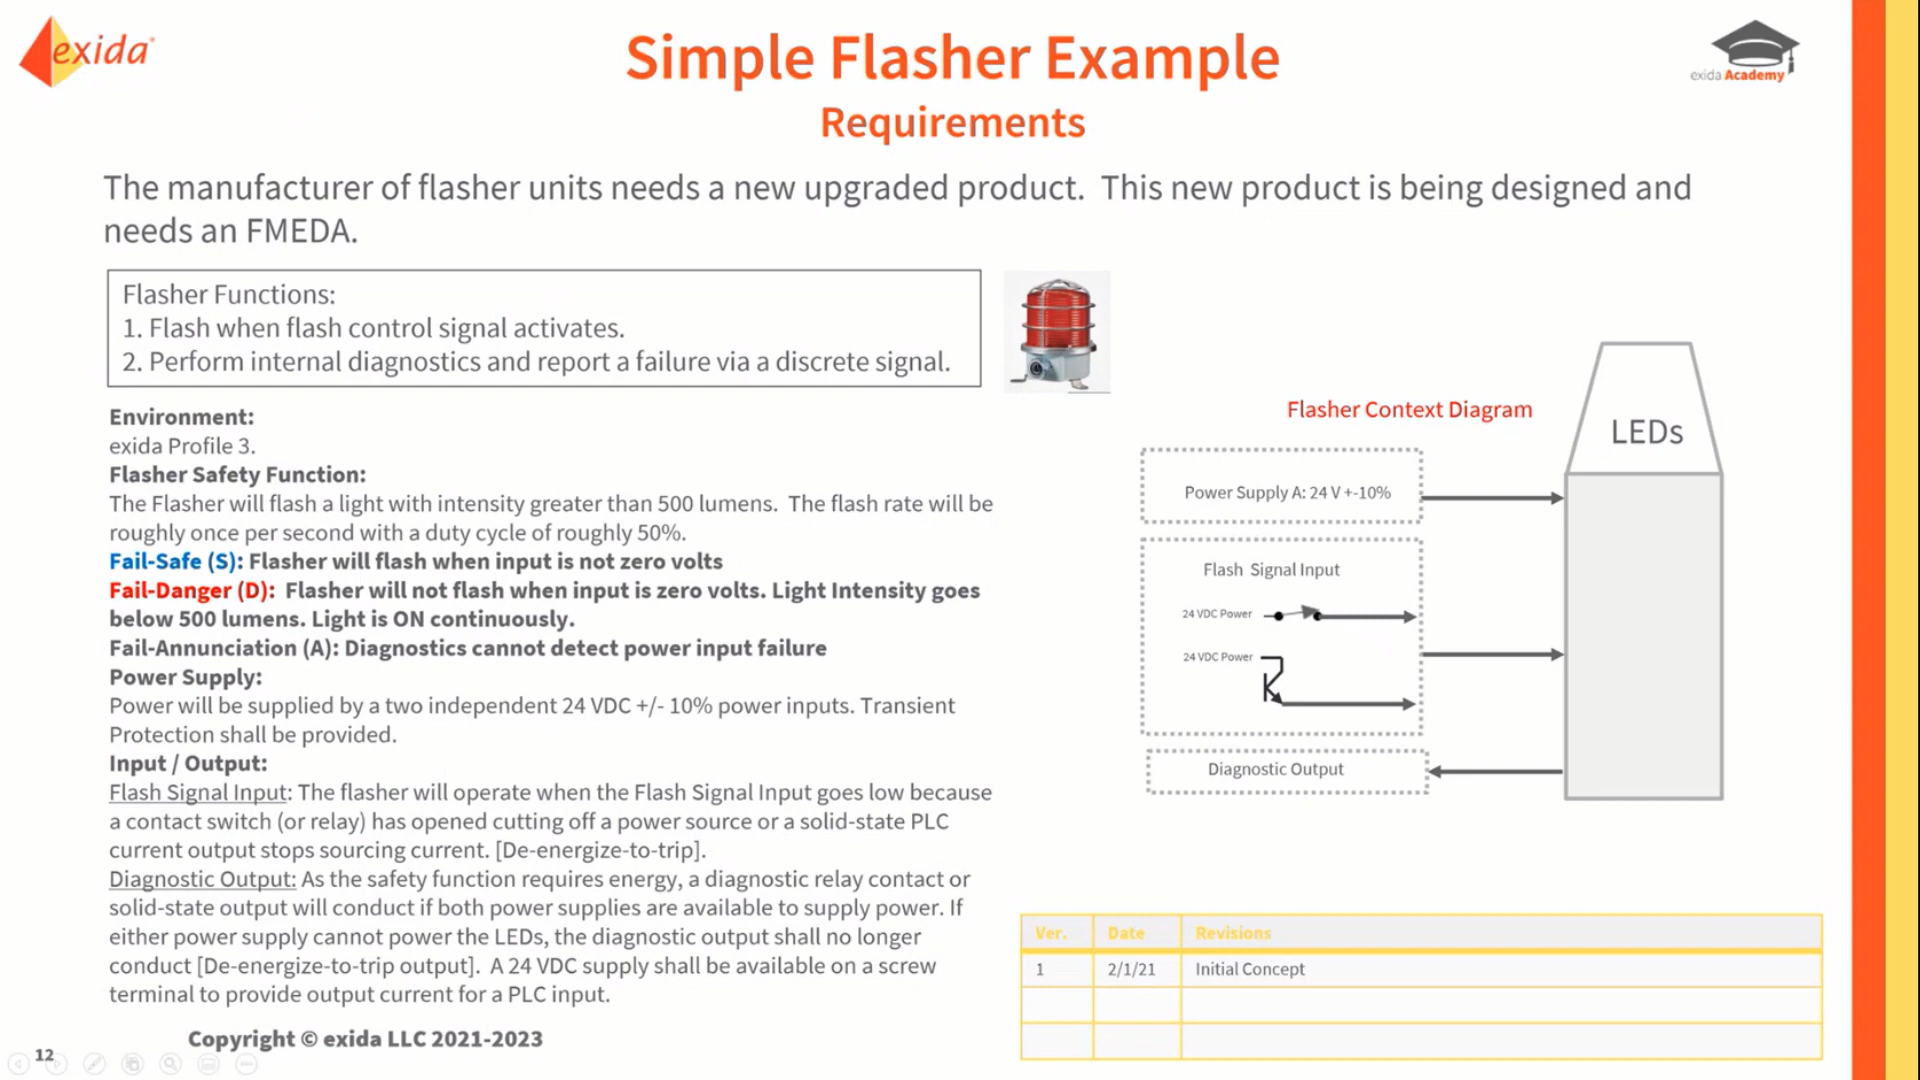 exida
Simple Flasher Example
exida Academy
Requirements
The manufacturer of flasher units needs a new upgraded product. This new product is being designed and
needs an FMEDA.
Flasher Functions:
1. Flash when flash control signal activates.
2. Perform internal diagnostics and report a failure via a discrete signal.
Environment:
exida Profile 3.
Flasher Safety Function:
The Flasher will flash a light with intensity greater than 500 lumens. The flash rate will be
roughly once per second with a duty cycle of roughly 50%.
Fail-Safe (S): Flasher will flash when input is not zero volts
Fail-Danger (D): Flasher will not flash when input is zero volts. Light Intensity goes
below 500 lumens. Light is ON continuously.
Fail-Annunciation (A): Diagnostics cannot detect power input failure
Power Supply:
Power will be supplied by a two independent 24 VDC +/- 10% power inputs. Transient
Protection shall be provided.
Input / Output:
Flash Signal Input: The flasher will operate when the Flash Signal Input goes low because
a contact switch (or relay) has opened cutting off a power source or a solid-state PLC
current output stops sourcing current. [De-energize-to-trip].
Diagnostic Output: As the safety function requires energy, a diagnostic relay contact or
solid-state output will conduct if both power supplies are available to supply power. If
either power supply cannot power the LEDs, the diagnostic output shall no longer
conduct [De-energize-to-trip output]. A 24 VDC supply shall be available on a screw
terminal to provide output current for a PLC input.
Flasher Context Diagram
LEDs
Power Supply A: 24 V +-10%
Flash Signal Input
24 VDC Power
24 VDC Power
Diagnostic Output
Ver. Date Revisions
1 2/1/21 Initial Concept
Copyright © exida LLC 2021-2023
12